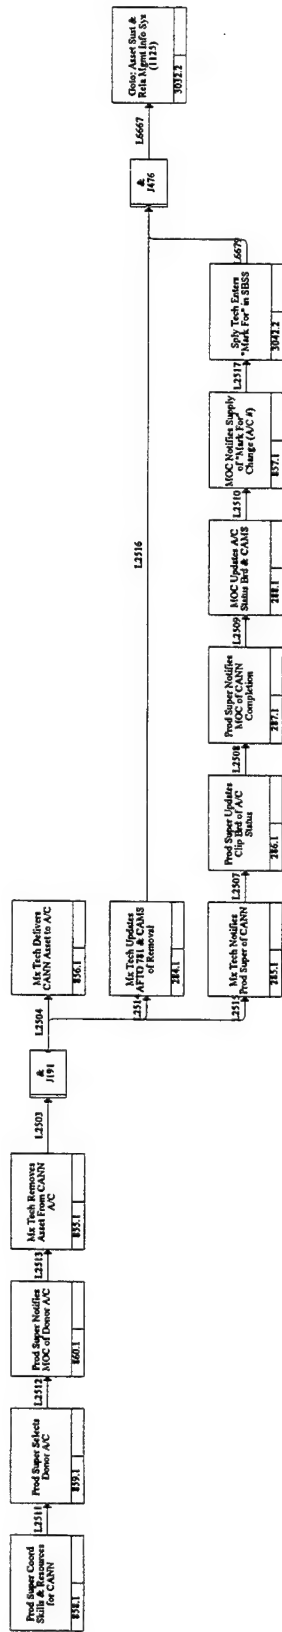 Prod Super Coord
Skills & Resources
for CANN
858.1
L2511
Prod Super Selects
Donor A/C
859.1
L2512
Prod Super Notifies
MOC of Donor A/C
860.1
L2513
Mx Tech Removes
Asset From CANN
A/C
855.1
L2503
&
J191
L2504
Mx Tech Delivers
CANN Asset to A/C
856.1
L2514
Mx Tech Updates
AFTO 781 & CAMS
of Removal
284.1
L2516
L2515
Mx Tech Notifies
Prod Super of CANN
285.1
L2507
Prod Super Updates
Clip Brd of A/C
Status
286.1
L2508
Prod Super Notifies
MOC of CANN
Completion
287.1
L2509
MOC Updates A/C
Status Brd & CAMS
288.1
L2510
MOC Notifies Supply
of "Mark For"
Change (A/C #)
857.1
L2517
Sply Tech Enters
"Mark For" in SBSS
3042.2
L6679
&
J476
L6667
Goto: Asset Sust &
Rela Mgmt Info Sys
(1125)
3032.2